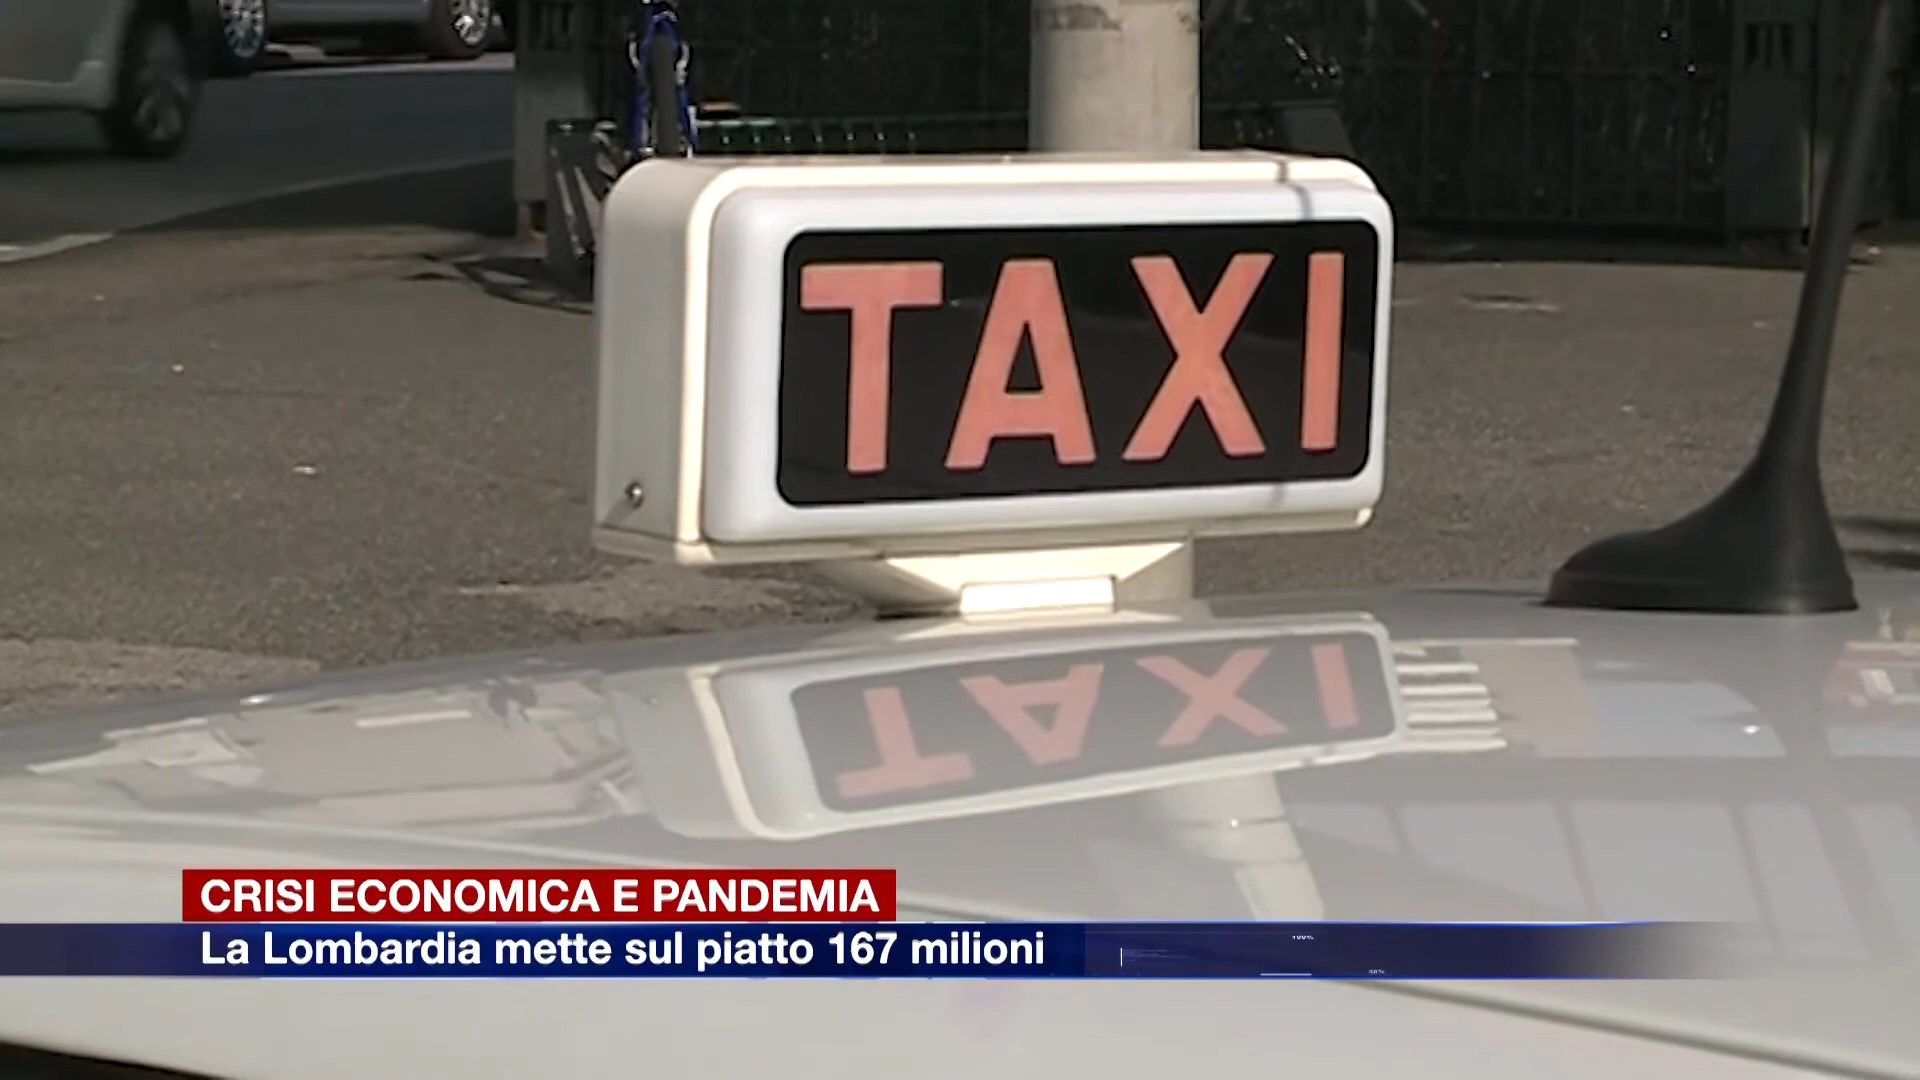 TAXI
TAXI
CRISI ECONOMICA E PANDEMIA
La Lombardia mette sul piatto 167 milioni